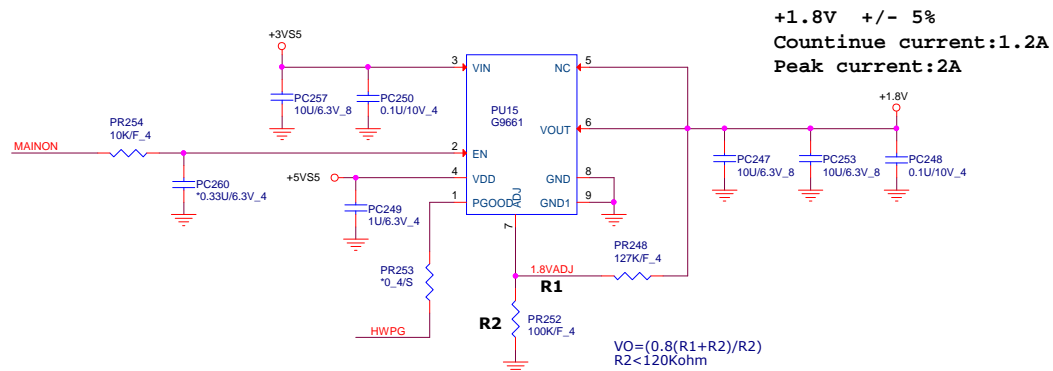 +1.8V +/- 5%
Countinue current:1.2A
Peak current:2A
+3VS5
3
VIN
NC
5
PC257
10U/6.3V_8
PC250
0.1U/10V_4
PU15
G9661
+1.8V
PR254
10K/F_4
VOUT
6
MAINON
2
EN
PC247
10U/6.3V_8
PC253
10U/6.3V_8
PC248
0.1U/10V_4
PC260
*0.33U/6.3V_4
+5VS5
4
VDD
GND
8
PC249
1U/6.3V_4
1
PGOOD
ADJ
GND1
9
7
PR248
127K/F_4
PR253
*0_4/S
1.8VADJ
R1
R2
PR252
100K/F_4
HWPG
VO=(0.8(R1+R2)/R2)
R2<120Kohm